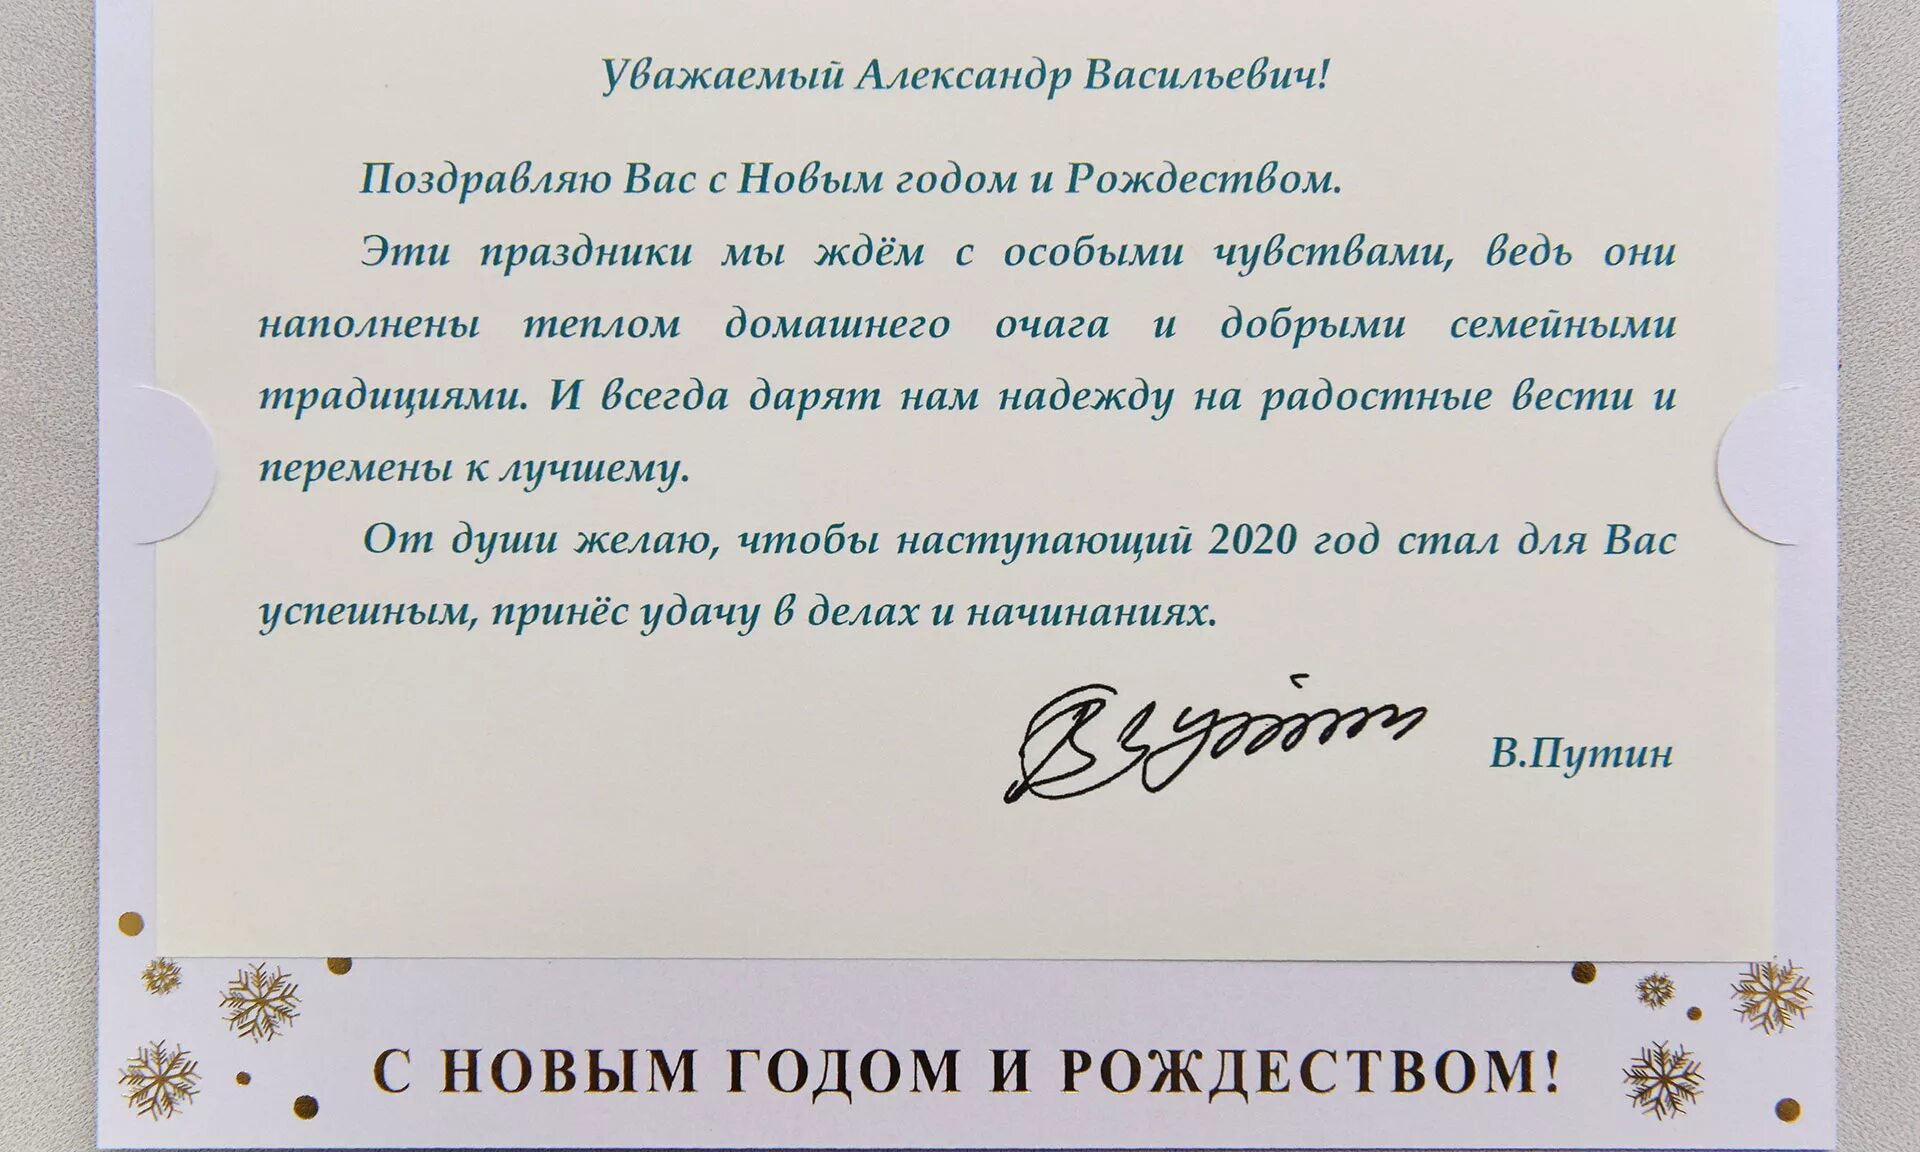 Уважаемый Александр Васильевич!
Поздравляю Вас с Новым годом и Рождеством.
Эти праздники мы ждём с особыми чувствами, ведь они
наполнены теплом домашнего очага и добрыми семейными
традициями. И всегда дарят нам надежду на радостные вести и
перемены к лучшему.
От души желаю, чтобы наступающий 2020 год стал для Вас
успешным, принёс удачу в делах и начинаниях.
В.Путин
С НОВЫМ ГОДОМ И РОЖДЕСТВОМ!